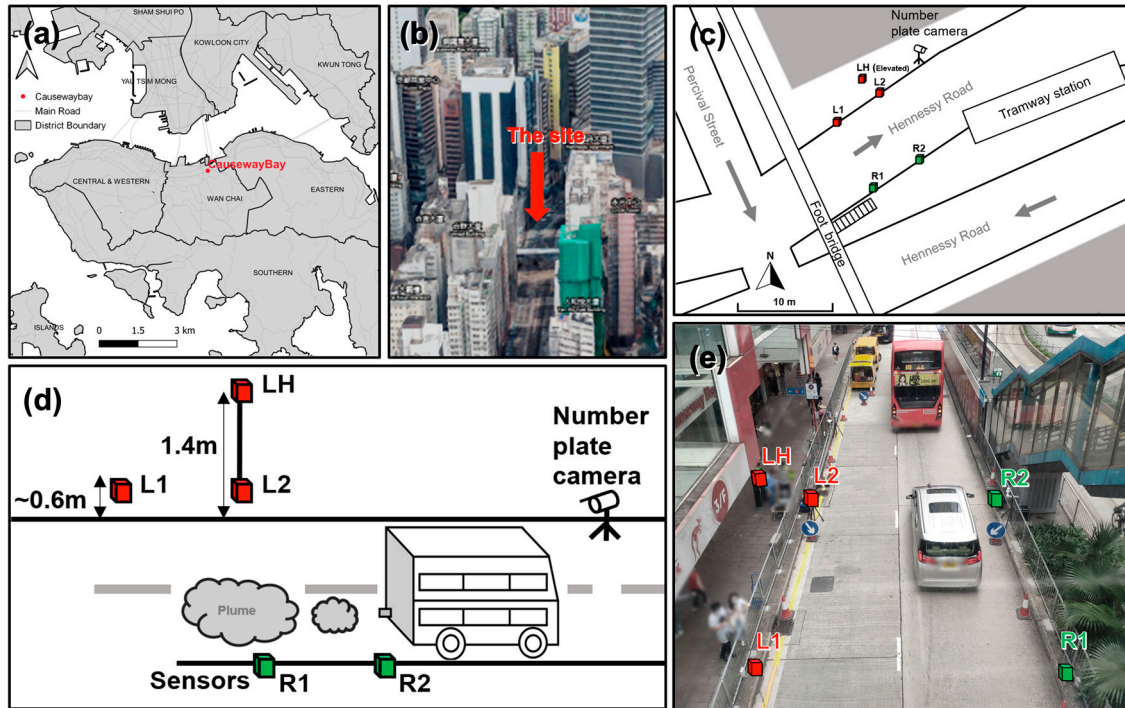 (a)
SHAM SHUI PO
KOWLOON CITY
KWUN TONG
YAU TSIM MONG
Causewaybay
Main Road
District Boundary
CausewayBay
CENTRAL & WESTERN
WAN CHAI
EASTERN
SOUTHERN
ISLANDS
0 1.5 3 km
(b)
The site
(c)
Number
plate camera
LH (Elevated)
L2
L1
Percival Street
Hennessy Road
Tramway station
R2
R1
Foot bridge
Hennessy Road
N
10 m
(d)
LH
1.4m
Number
plate
camera
~0.6m
L1
L2
Plume
Sensors
R1
R2
(e)
LH
L2
R2
3/F
L1
R1